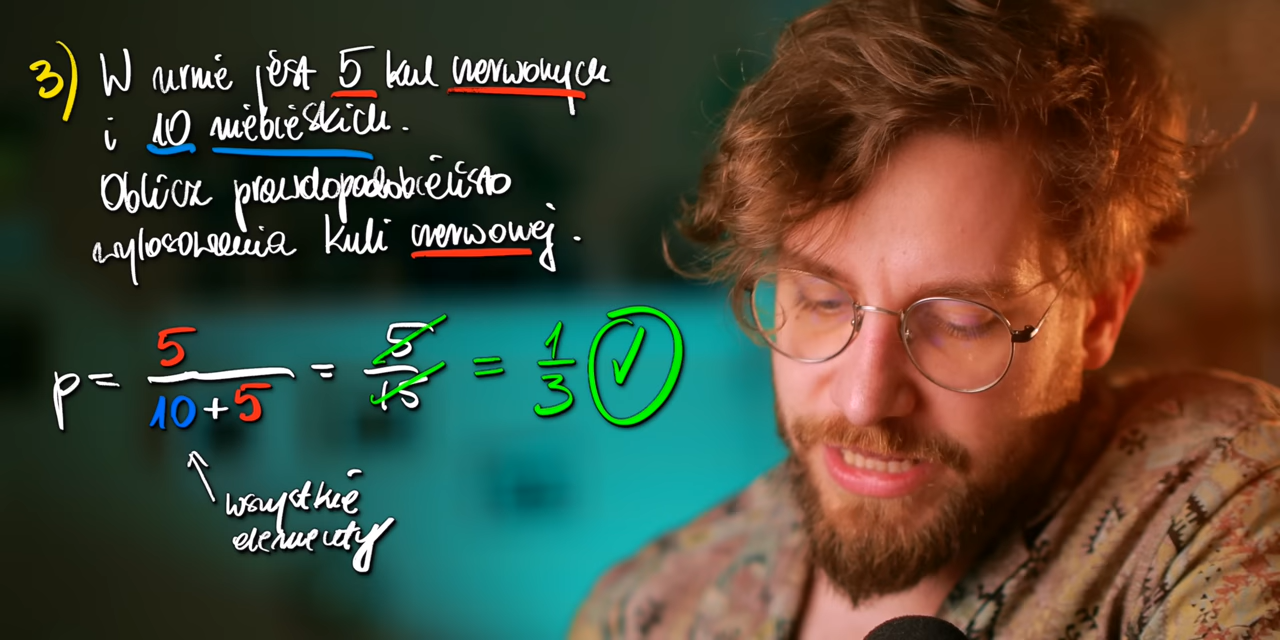 3) W urnie jest 5 kul czerwonych
i 10 niebieskich.
Oblicz prawdopodobieństwo
wylosowania kuli czerwonej.
p = 5 / (10 + 5) = 5 / 15 = 1 / 3 ✓
wszystkie
elementy